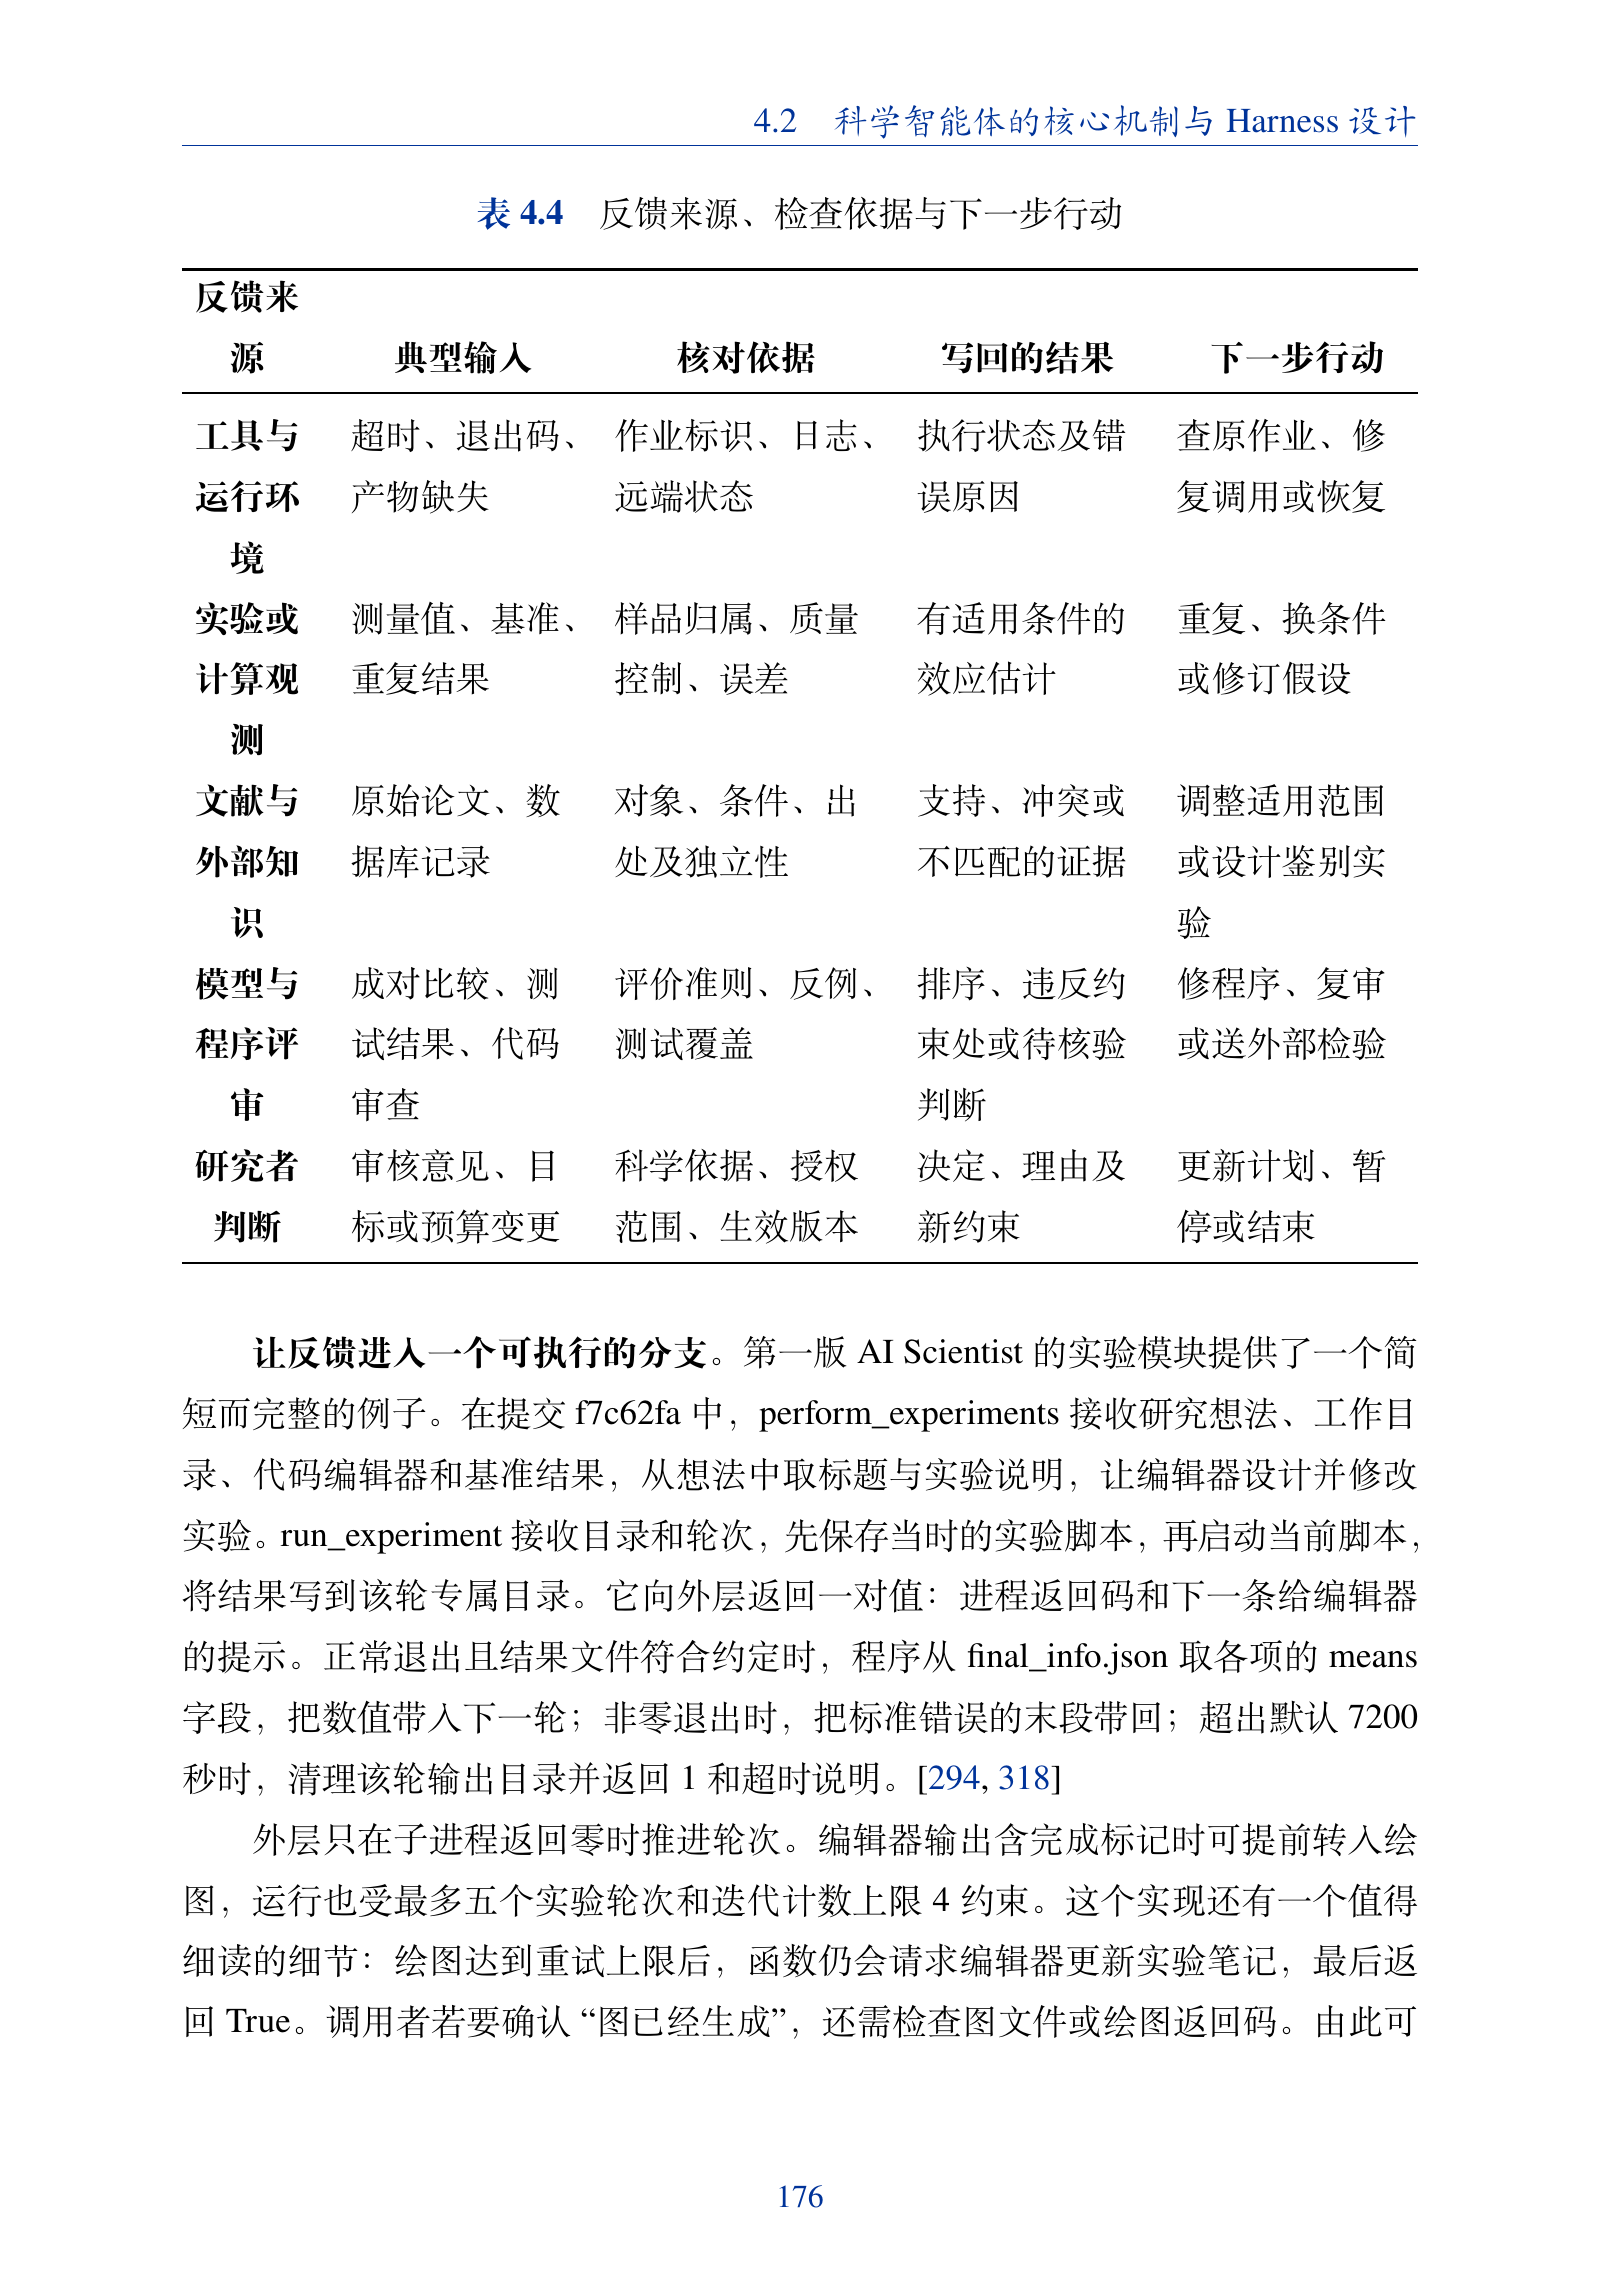 4.2 科学智能体的核心机制与 Harness 设计
表 4.4 反馈来源、检查依据与下一步行动
反馈来
源 典型输入 核对依据 写回的结果 下一步行动
工具与 超时、退出码、 作业标识、日志、 执行状态及错 查原作业、修
运行环 产物缺失 远端状态 误原因 复调用或恢复
境
实验或 测量值、基准、 样品归属、质量 有适用条件的 重复、换条件
计算观 重复结果 控制、误差 效应估计 或修订假设
测
文献与 原始论文、数 对象、条件、出 支持、冲突或 调整适用范围
外部知 据库记录 处及独立性 不匹配的证据 或设计鉴别实
识 验
模型与 成对比较、测 评价准则、反例、 排序、违反约 修程序、复审
程序评 试结果、代码 测试覆盖 束处或待核验 或送外部检验
审 审查 判断
研究者 审核意见、目 科学依据、授权 决定、理由及 更新计划、暂
判断 标或预算变更 范围、生效版本 新约束 停或结束
让反馈进入一个可执行的分支。第一版 AI Scientist 的实验模块提供了一个简
短而完整的例子。在提交 f7c62fa 中，perform_experiments 接收研究想法、工作目
录、代码编辑器和基准结果，从想法中取标题与实验说明，让编辑器设计并修改
实验。run_experiment 接收目录和轮次，先保存当时的实验脚本，再启动当前脚本，
将结果写到该轮专属目录。它向外层返回一对值：进程返回码和下一条给编辑器
的提示。正常退出且结果文件符合约定时，程序从 final_info.json 取各项的 means
字段，把数值带入下一轮；非零退出时，把标准错误的末段带回；超出默认 7200
秒时，清理该轮输出目录并返回 1 和超时说明。[294, 318]
外层只在子进程返回零时推进轮次。编辑器输出含完成标记时可提前转入绘
图，运行也受最多五个实验轮次和迭代计数上限 4 约束。这个实现还有一个值得
细读的细节：绘图达到重试上限后，函数仍会请求编辑器更新实验笔记，最后返
回 True。调用者若要确认 “图已经生成”，还需检查图文件或绘图返回码。由此可
176